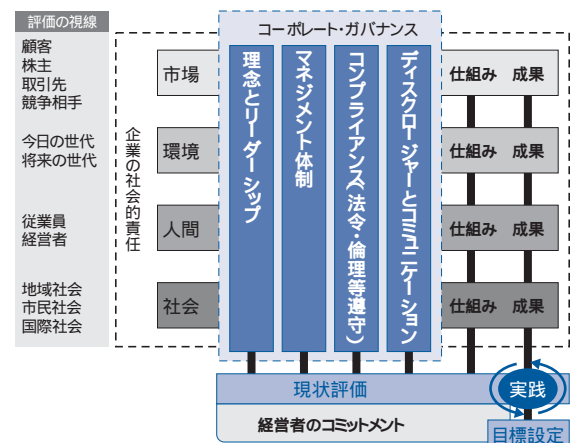 評価の視線
顧客
株主
取引先
競争相手
今日の世代
将来の世代
従業員
経営者
地域社会
市民社会
国際社会
企業の社会的責任
コーポレート・ガバナンス
市場
環境
人間
社会
理念とリーダーシップ
マネジメント体制
コンプライアンス(法令・倫理等遵守)
ディスクロージャーとコミュニケーション
仕組み 成果
仕組み 成果
仕組み 成果
仕組み 成果
現状評価
実践
経営者のコミットメント
目標設定